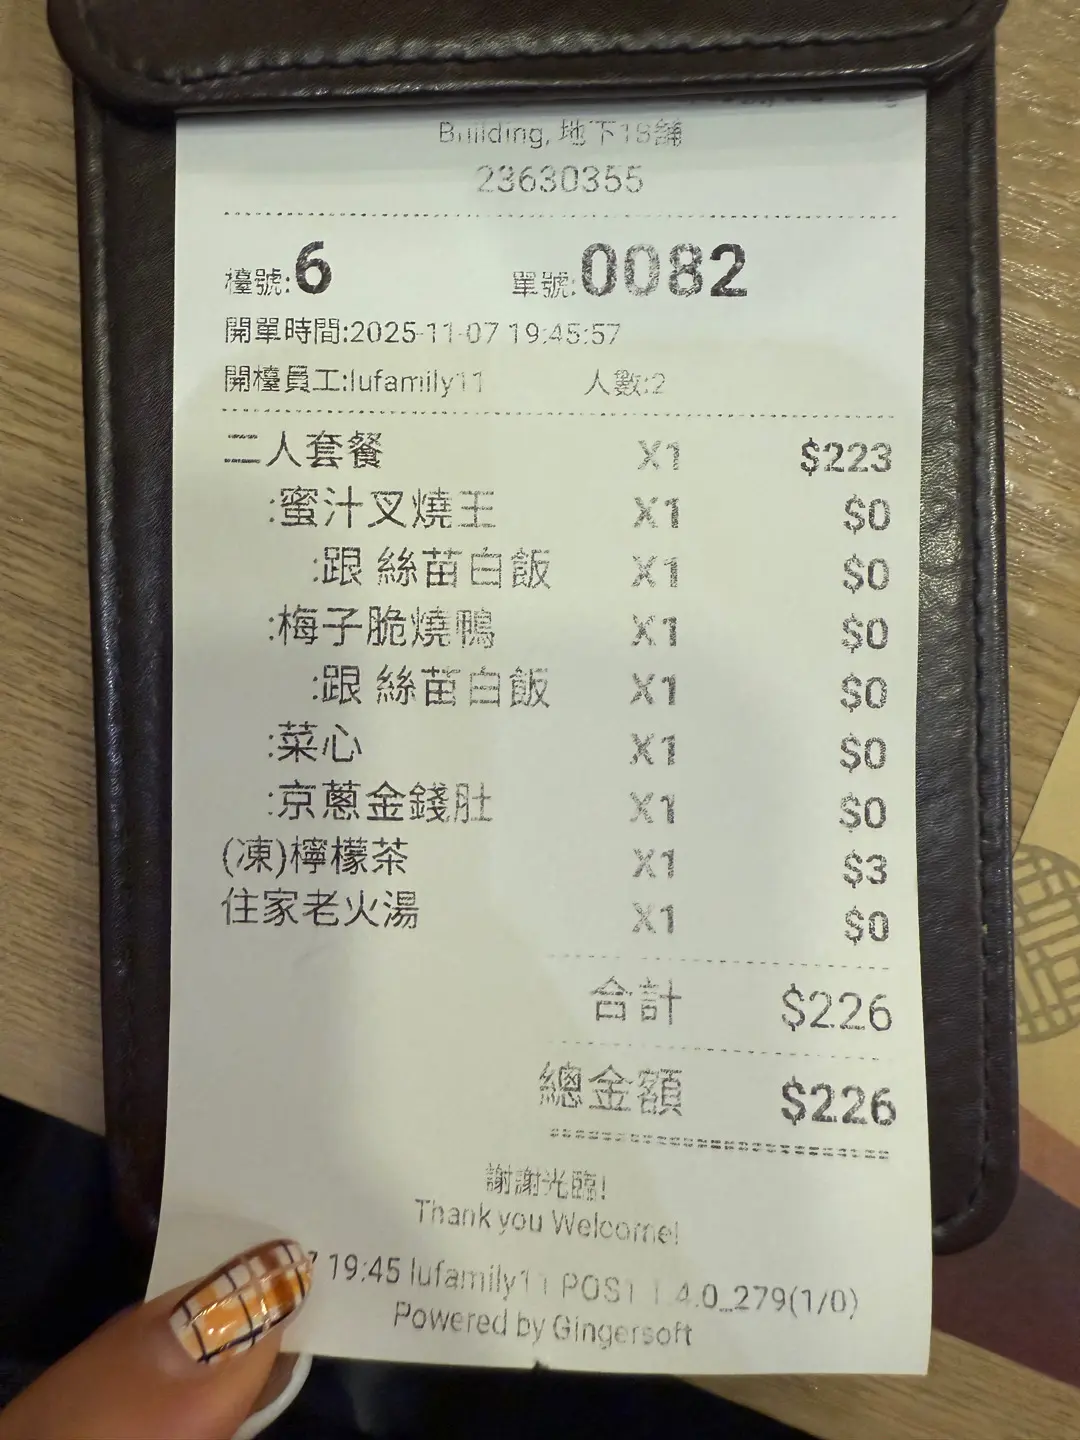 Building, 地下18舖
23630355
檯號:6 單號:0082
開單時間:2025-11-07 19:45:57
開檯員工:lufamily11 人數:2
二人套餐 X1 $223
:蜜汁叉燒王 X1 $0
:跟 絲苗白飯 X1 $0
:梅子脆燒鴨 X1 $0
:跟 絲苗白飯 X1 $0
:菜心 X1 $0
:京蔥金錢肚 X1 $0
(凍)檸檬茶 X1 $3
住家老火湯 X1 $0
合計 $226
總金額 $226
謝謝光臨!
Thank you Welcome!
7 19:45 lufamily11 POS1 1.4.0_279(1/0)
Powered by Gingersoft